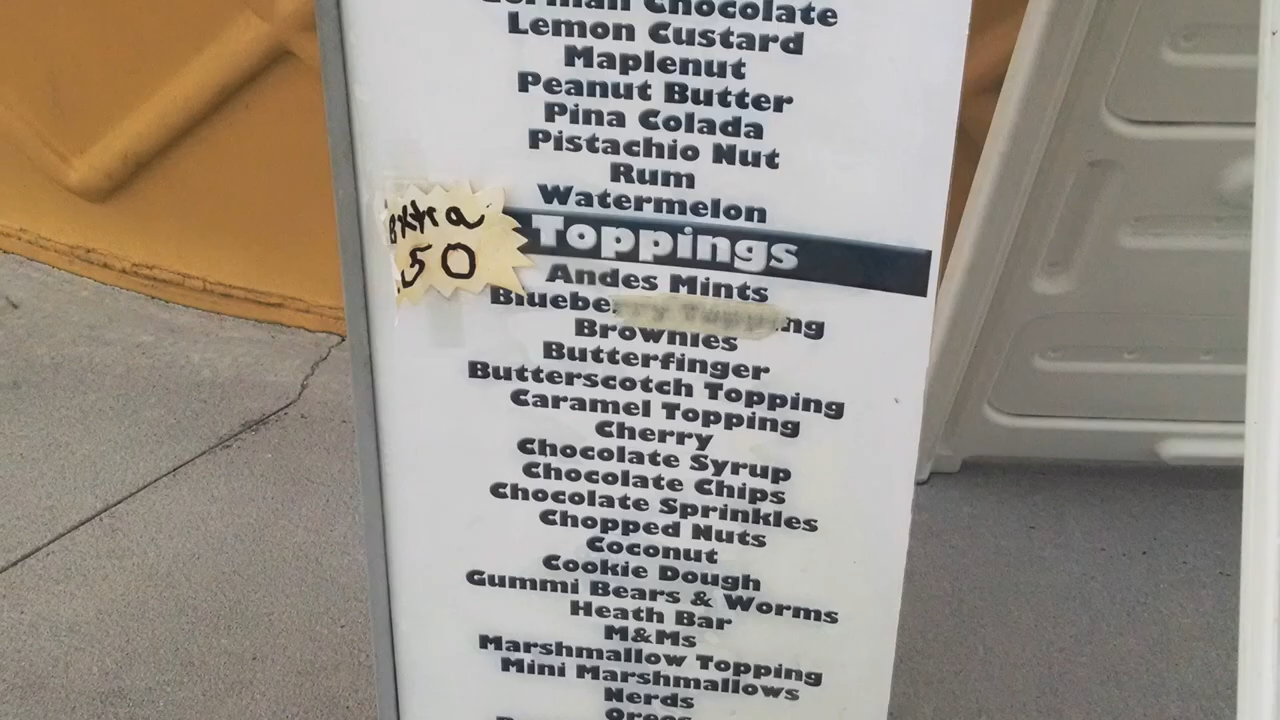 German Chocolate
Lemon Custard
Maplenut
Peanut Butter
Pina Colada
Pistachio Nut
Rum
Watermelon
extra
.50
Toppings
Andes Mints
Blueberry Topping
Brownies
Butterfinger
Butterscotch Topping
Caramel Topping
Cherry
Chocolate Syrup
Chocolate Chips
Chocolate Sprinkles
Chopped Nuts
Coconut
Cookie Dough
Gummi Bears & Worms
Heath Bar
M&Ms
Marshmallow Topping
Mini Marshmallows
Nerds
Oreos